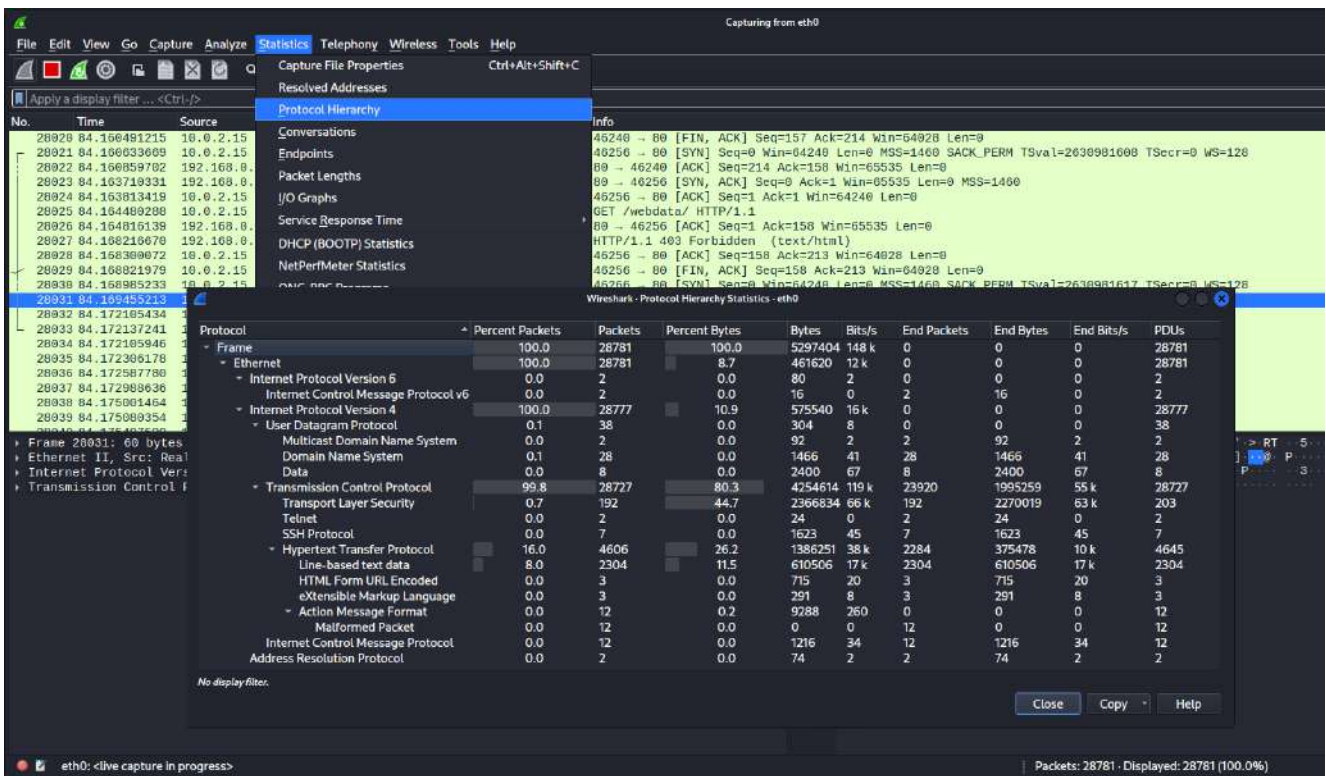 Capturing from eth0
File Edit View Go Capture Analyze Statistics Telephony Wireless Tools Help
Capture File Properties Ctrl+Alt+Shift+C
Resolved Addresses
Apply a display filter ... <Ctrl-/>
Protocol Hierarchy
No. Time Source Info
Conversations
Endpoints
Packet Lengths
I/O Graphs
Service Response Time
DHCP (BOOTP) Statistics
NetPerfMeter Statistics
28020 84.160491215 10.0.2.15 46240 → 80 [FIN, ACK] Seq=157 Ack=214 Win=64028 Len=0
28021 84.160633669 10.0.2.15 46256 → 80 [SYN] Seq=0 Win=64240 Len=0 MSS=1460 SACK_PERM TSval=2630981608 TSecr=0 WS=128
28022 84.160859702 192.168.0. 80 → 46240 [ACK] Seq=214 Ack=158 Win=65535 Len=0
28023 84.163710331 192.168.0. 80 → 46256 [SYN, ACK] Seq=0 Ack=1 Win=65535 Len=0 MSS=1460
28024 84.163813419 10.0.2.15 46256 → 80 [ACK] Seq=1 Ack=1 Win=64240 Len=0
28025 84.164480288 10.0.2.15 GET /webdata/ HTTP/1.1
28026 84.164816139 192.168.0. 80 → 46256 [ACK] Seq=1 Ack=158 Win=65535 Len=0
28027 84.168216670 192.168.0. HTTP/1.1 403 Forbidden (text/html)
28028 84.168300072 10.0.2.15 46256 → 80 [ACK] Seq=158 Ack=213 Win=64028 Len=0
28029 84.168821979 10.0.2.15 46256 → 80 [FIN, ACK] Seq=158 Ack=213 Win=64028 Len=0
28030 84.168985233 10.0.2.15 46266 → 80 [SYN] Seq=0 Win=64240 Len=0 MSS=1460 SACK_PERM TSval=2630981617 TSecr=0 WS=128
28031 84.169455213
28032 84.172105434
28033 84.172137241
28034 84.172105946
28035 84.172306178
28036 84.172587780
28037 84.172988636
28038 84.175001464
28039 84.175080354
Frame 28031: 60 bytes
Ethernet II, Src: Real
Internet Protocol Vers
Transmission Control P
Wireshark · Protocol Hierarchy Statistics · eth0
Protocol Percent Packets Packets Percent Bytes Bytes Bits/s End Packets End Bytes End Bits/s PDUs
Frame 100.0 28781 100.0 5297404 148 k 0 0 0 28781
Ethernet 100.0 28781 8.7 461620 12 k 0 0 0 28781
Internet Protocol Version 6 0.0 2 0.0 80 2 0 0 0 2
Internet Control Message Protocol v6 0.0 2 0.0 16 0 2 16 0 2
Internet Protocol Version 4 100.0 28777 10.9 575540 16 k 0 0 0 28777
User Datagram Protocol 0.1 38 0.0 304 8 0 0 0 38
Multicast Domain Name System 0.0 2 0.0 92 2 2 92 2 2
Domain Name System 0.1 28 0.0 1466 41 28 1466 41 28
Data 0.0 8 0.0 2400 67 8 2400 67 8
Transmission Control Protocol 99.8 28727 80.3 4254614 119 k 23920 1995259 55 k 28727
Transport Layer Security 0.7 192 44.7 2366834 66 k 192 2270019 63 k 203
Telnet 0.0 2 0.0 24 0 2 24 0 2
SSH Protocol 0.0 7 0.0 1623 45 7 1623 45 7
Hypertext Transfer Protocol 16.0 4606 26.2 1386251 38 k 2284 375478 10 k 4645
Line-based text data 8.0 2304 11.5 610506 17 k 2304 610506 17 k 2304
HTML Form URL Encoded 0.0 3 0.0 715 20 3 715 20 3
eXtensible Markup Language 0.0 3 0.0 291 8 3 291 8 3
Action Message Format 0.0 12 0.2 9288 260 0 0 0 12
Malformed Packet 0.0 12 0.0 0 0 12 0 0 12
Internet Control Message Protocol 0.0 12 0.0 1216 34 12 1216 34 12
Address Resolution Protocol 0.0 2 0.0 74 2 2 74 2 2
No display filter.
Close Copy Help
eth0: <live capture in progress> Packets: 28781 · Displayed: 28781 (100.0%)